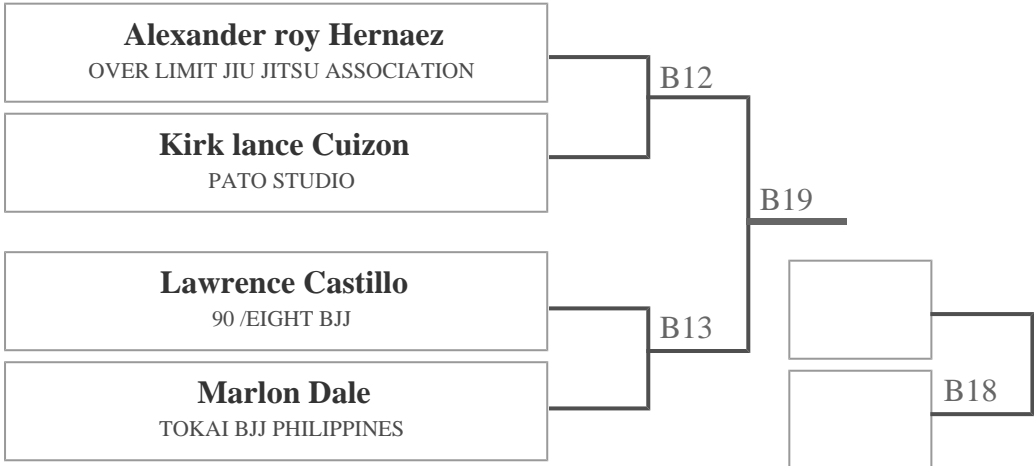 Alexander roy Hernaez
OVER LIMIT JIU JITSU ASSOCIATION
B12
Kirk lance Cuizon
PATO STUDIO
B19
Lawrence Castillo
90 /EIGHT BJJ
B13
Marlon Dale
TOKAI BJJ PHILIPPINES
B18